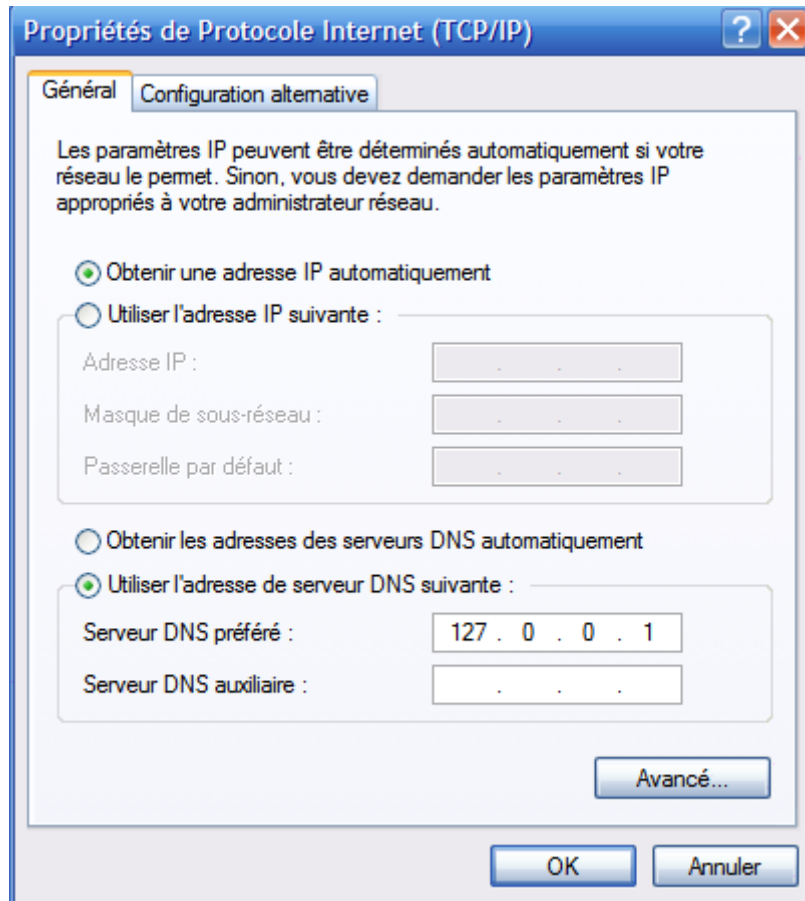 Propriétés de Protocole Internet (TCP/IP)
Général
Configuration alternative
Les paramètres IP peuvent être déterminés automatiquement si votre
réseau le permet. Sinon, vous devez demander les paramètres IP
appropriés à votre administrateur réseau.
Obtenir une adresse IP automatiquement
Utiliser l'adresse IP suivante :
Adresse IP :
. . .
Masque de sous-réseau :
. . .
Passerelle par défaut :
. . .
Obtenir les adresses des serveurs DNS automatiquement
Utiliser l'adresse de serveur DNS suivante :
Serveur DNS préféré :
127 . 0 . 0 . 1
Serveur DNS auxiliaire :
. . .
Avancé...
OK
Annuler